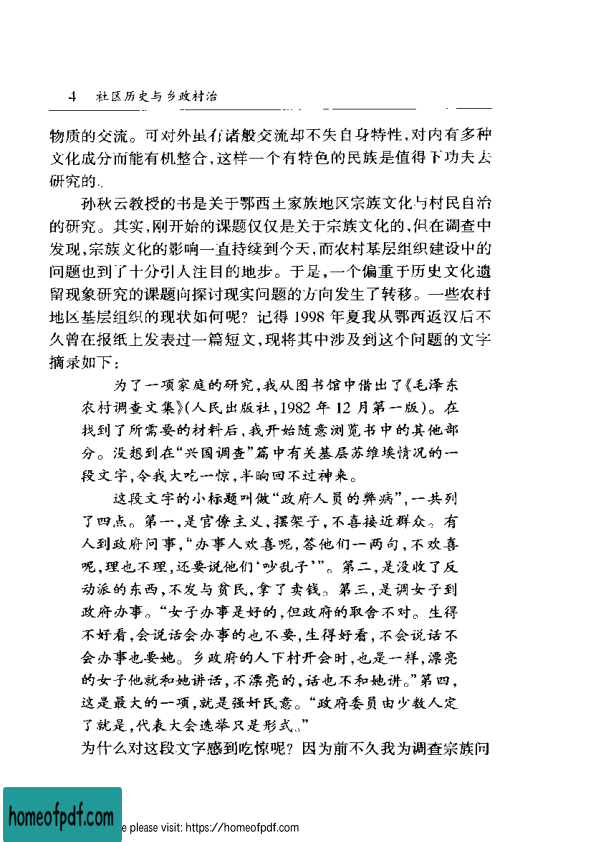 4 社区历史与乡政村治
物质的交流。可对外虽有诸般交流却不失自身特性,对内有多种
文化成分而能有机整合,这样一个有特色的民族是值得下功夫去
研究的。
孙秋云教授的书是关于鄂西土家族地区宗族文化与村民自治
的研究。其实,刚开始的课题仅仅是关于宗族文化的,但在调查中
发现,宗族文化的影响一直持续到今天,而农村基层组织建设中的
问题也到了十分引人注目的地步。于是,一个偏重于历史文化遗
留现象研究的课题向探讨现实问题的方向发生了转移。一些农村
地区基层组织的现状如何呢?记得1998年夏我从鄂西返汉后不
久曾在报纸上发表过一篇短文,现将其中涉及到这个问题的文字
摘录如下:
为了一项家庭的研究,我从图书馆中借出了《毛泽东
农村调查文集》(人民出版社,1982年12月第一版)。在
找到了所需要的材料后,我开始随意浏览书中的其他部
分。没想到在“兴国调查”篇中有关基层苏维埃情况的一
段文字,令我大吃一惊,半晌回不过神来。
这段文字的小标题叫做“政府人员的弊病”,一共列
了四点。第一,是官僚主义,摆架子,不喜接近群众。有
人到政府问事,“办事人欢喜呢,答他们一两句,不欢喜
呢,理也不理,还要说他们‘吵乱子’”。第二,是没收了反
动派的东西,不发与贫民,拿了卖钱。第三,是调女子到
政府办事。“女子办事是好的,但政府的取舍不对。生得
不好看,会说话会办事的也不要,生得好看,不会说话不
会办事也要她。乡政府的人下村开会时,也是一样,漂亮
的女子他就和她讲话,不漂亮的,话也不和她讲。”第四,
这是最大的一项,就是强奸民意。“政府委员由少数人定
了就是,代表大会选举只是形式。”
为什么对这段文字感到吃惊呢?因为前不久我为调查宗族问
homeofpdf.com
e please visit: https://homeofpdf.com